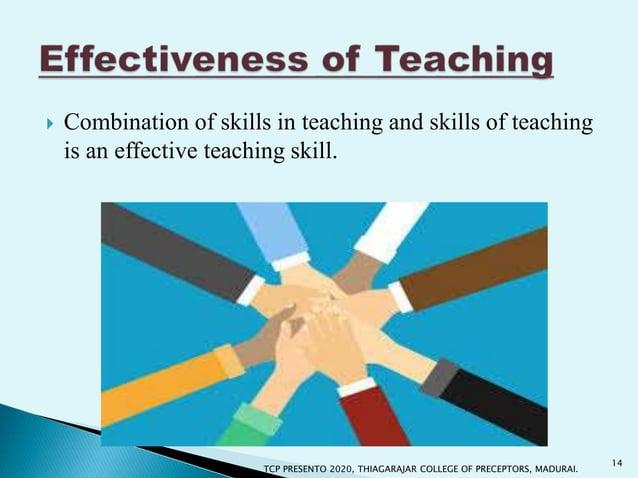 Effectiveness of Teaching
Combination of skills in teaching and skills of teaching
is an effective teaching skill.
TCP PRESENTO 2020, THIAGARAJAR COLLEGE OF PRECEPTORS, MADURAI.
14